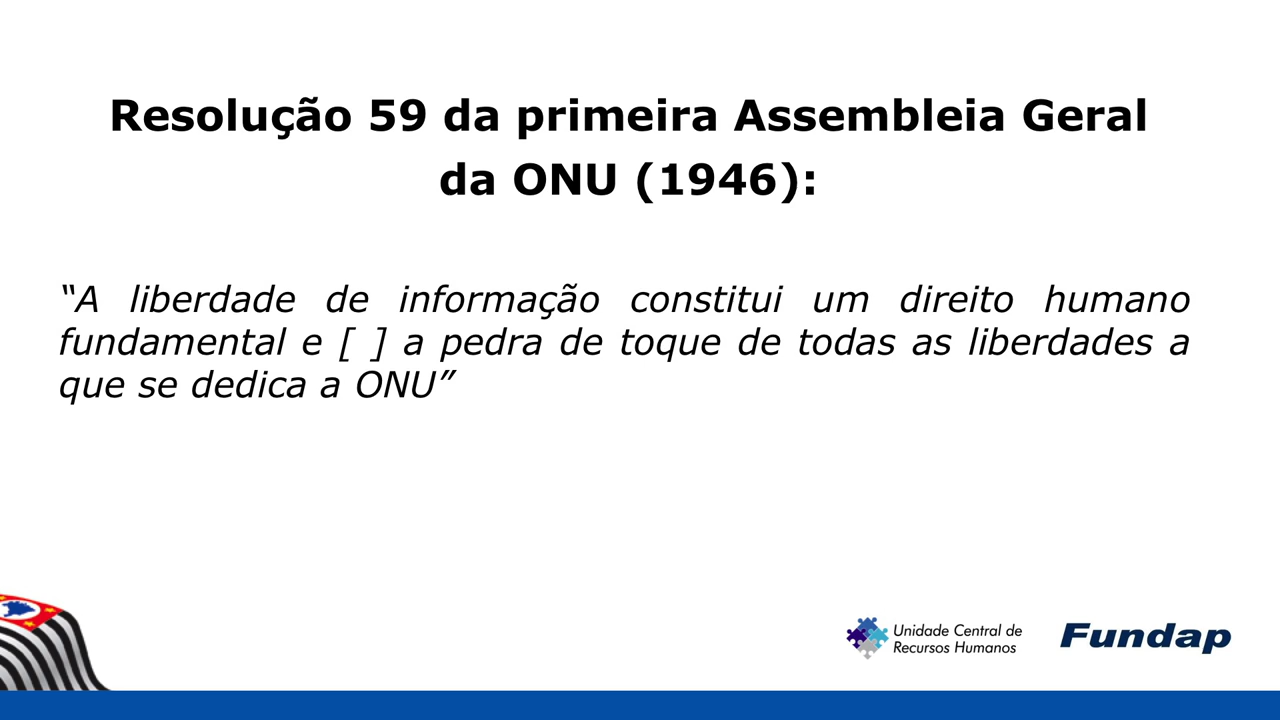 Resolução 59 da primeira Assembleia Geral
da ONU (1946):
“A liberdade de informação constitui um direito humano
fundamental e [ ] a pedra de toque de todas as liberdades a
que se dedica a ONU”
Unidade Central de
Recursos Humanos
Fundap